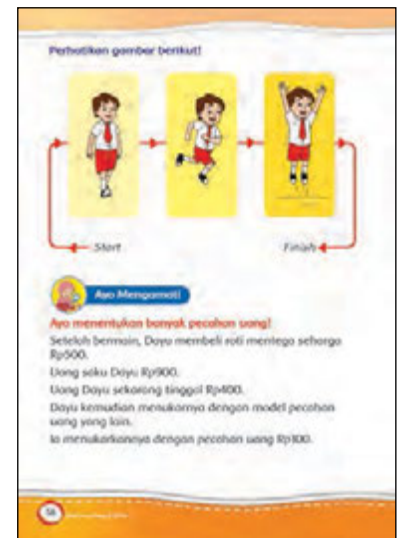 Perhatikan gambar berikut!
Start
Finish
Ayo Mengamati
Ayo menentukan banyak pecahan uang!
Setelah bermain, Dayu membeli roti mentega seharga
Rp500.
Uang saku Dayu Rp900.
Uang Dayu sekarang tinggal Rp400.
Dayu kemudian menukarnya dengan model pecahan
uang yang lain.
Ia menukarkannya dengan pecahan uang Rp100.